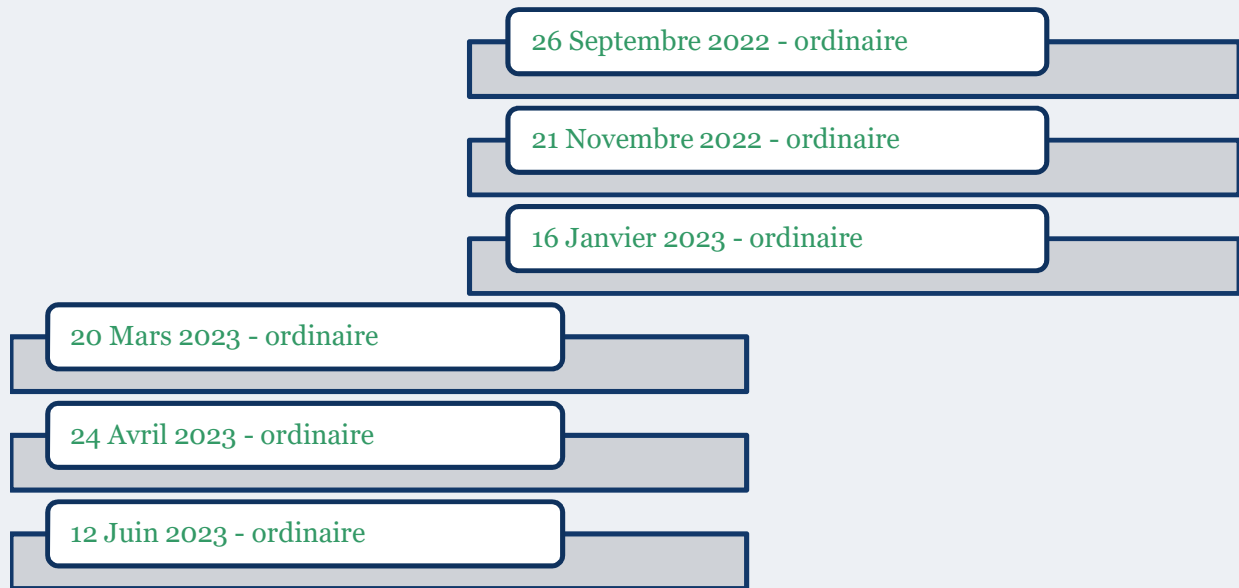 26 Septembre 2022 - ordinaire
21 Novembre 2022 - ordinaire
16 Janvier 2023 - ordinaire
20 Mars 2023 - ordinaire
24 Avril 2023 - ordinaire
12 Juin 2023 - ordinaire